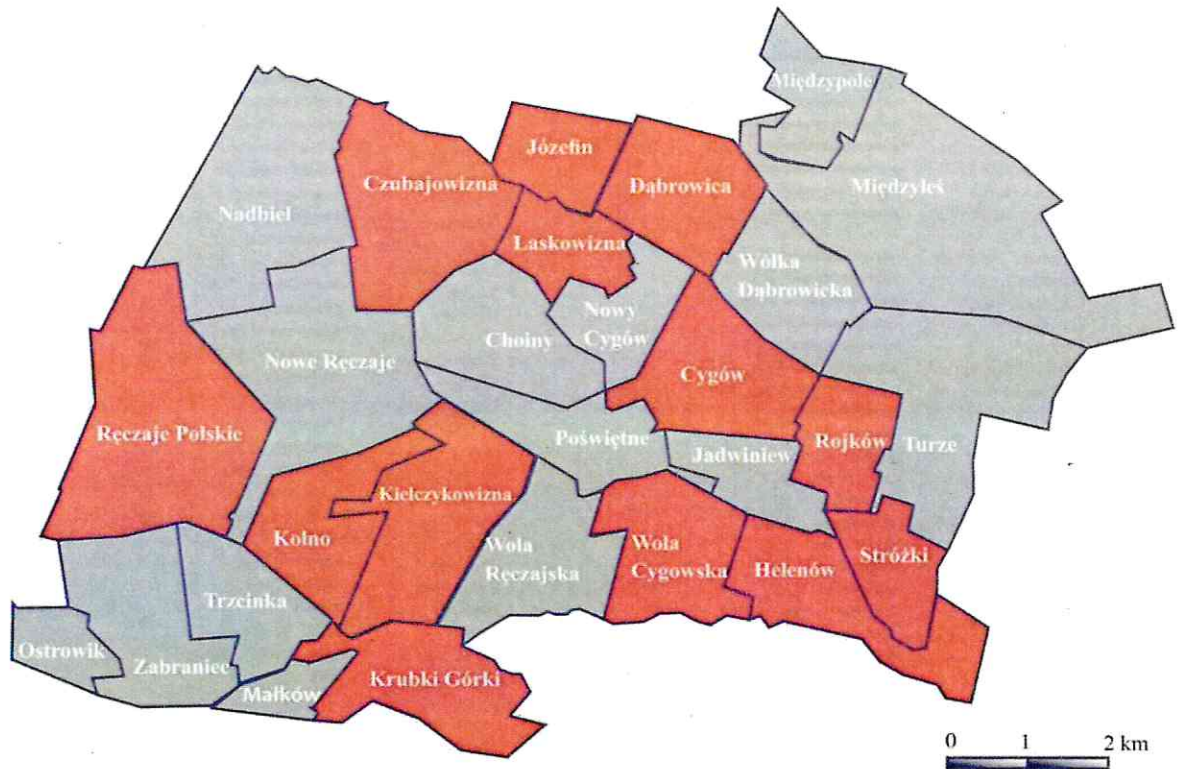 Międzypole
Józefin
Czubajowizna
Dąbrowica
Międzyleś
Nadbiel
Laskowizna
Wólka
Dąbrowicka
Nowy
Cygów
Choiny
Nowe Ręczaje
Cygów
Ręczaje Polskie
Poświętne
Rojków
Turze
Jadwiniew
Kielczykowizna
Kolno
Wola
Ręczajska
Wola
Cygowska
Helenów
Stróżki
Trzcinka
Ostrowik
Zabraniec
Małków
Krubki Górki
0 1 2 km